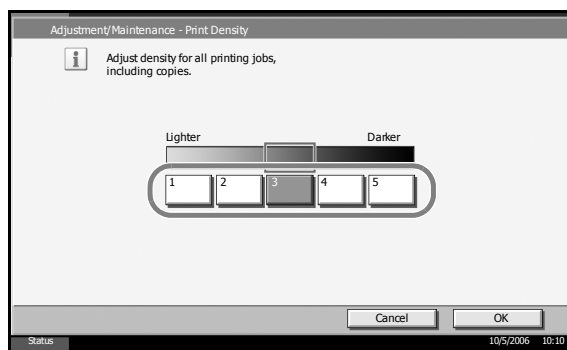 Adjustment/Maintenance - Print Density
Adjust density for all printing jobs,
including copies.
Lighter Darker
1 2 3 4 5
Cancel OK
Status 10/5/2006 10:10